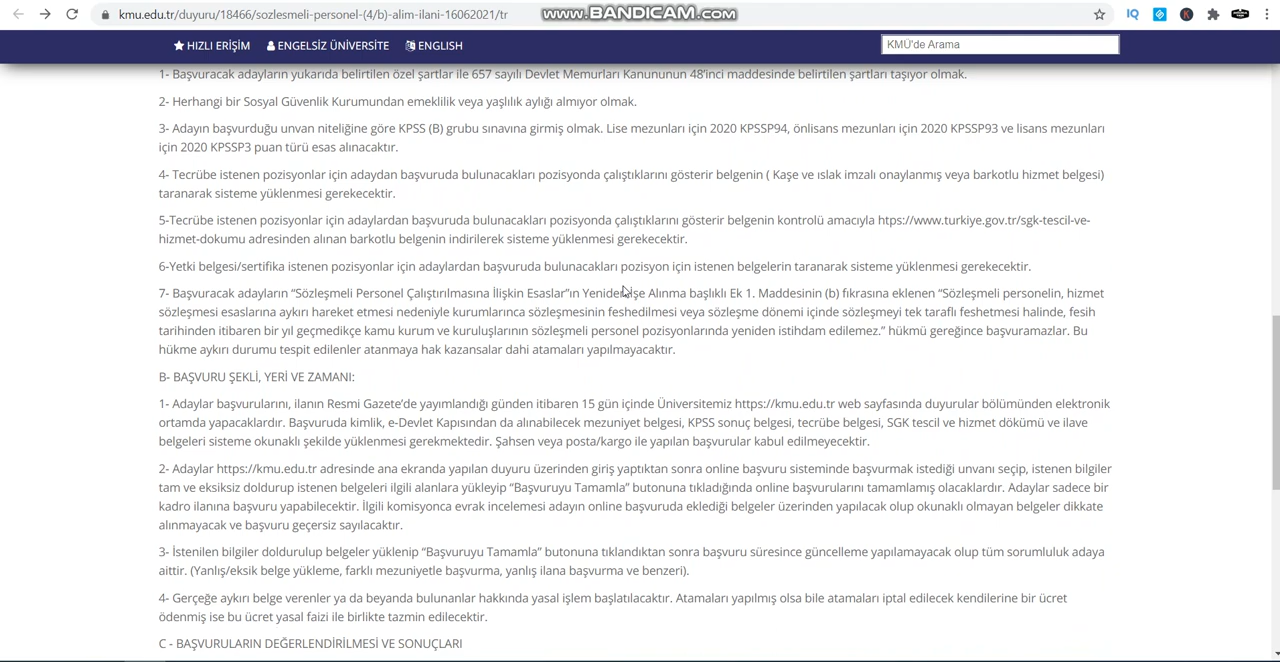 kmu.edu.tr/duyuru/18466/sozlesmeli-personel-(4/b)-alim-ilani-16062021/tr
www.BANDICAM.com
IQ
K
HIZLI ERİŞİM
ENGELSİZ ÜNİVERSİTE
ENGLISH
KMÜ'de Arama
1- Başvuracak adayların yukarıda belirtilen özel şartlar ile 657 sayılı Devlet Memurları Kanununun 48'inci maddesinde belirtilen şartları taşıyor olmak.
2- Herhangi bir Sosyal Güvenlik Kurumundan emeklilik veya yaşlılık aylığı almıyor olmak.
3- Adayın başvurduğu unvan niteliğine göre KPSS (B) grubu sınavına girmiş olmak. Lise mezunları için 2020 KPSSP94, önlisans mezunları için 2020 KPSSP93 ve lisans mezunları
için 2020 KPSSP3 puan türü esas alınacaktır.
4- Tecrübe istenen pozisyonlar için adaydan başvuruda bulunacakları pozisyonda çalıştıklarını gösterir belgenin ( Kaşe ve ıslak imzalı onaylanmış veya barkotlu hizmet belgesi)
taranarak sisteme yüklenmesi gerekecektir.
5-Tecrübe istenen pozisyonlar için adaylardan başvuruda bulunacakları pozisyonda çalıştıklarını gösterir belgenin kontrolü amacıyla htps://www.turkiye.gov.tr/sgk-tescil-ve-
hizmet-dokumu adresinden alınan barkotlu belgenin indirilerek sisteme yüklenmesi gerekecektir.
6-Yetki belgesi/sertifika istenen pozisyonlar için adaylardan başvuruda bulunacakları pozisyon için istenen belgelerin taranarak sisteme yüklenmesi gerekecektir.
7- Başvuracak adayların “Sözleşmeli Personel Çalıştırılmasına İlişkin Esaslar”ın Yeniden İşe Alınma başlıklı Ek 1. Maddesinin (b) fıkrasına eklenen “Sözleşmeli personelin, hizmet
sözleşmesi esaslarına aykırı hareket etmesi nedeniyle kurumlarınca sözleşmesinin feshedilmesi veya sözleşme dönemi içinde sözleşmeyi tek taraflı feshetmesi halinde, fesih
tarihinden itibaren bir yıl geçmedikçe kamu kurum ve kuruluşlarının sözleşmeli personel pozisyonlarında yeniden istihdam edilemez.” hükmü gereğince başvuramazlar. Bu
hükme aykırı durumu tespit edilenler atanmaya hak kazansalar dahi atamaları yapılmayacaktır.
B- BAŞVURU ŞEKLİ, YERİ VE ZAMANI:
1- Adaylar başvurularını, ilanın Resmi Gazete’de yayımlandığı günden itibaren 15 gün içinde Üniversitemiz https://kmu.edu.tr web sayfasında duyurular bölümünden elektronik
ortamda yapacaklardır. Başvuruda kimlik, e-Devlet Kapısından da alınabilecek mezuniyet belgesi, KPSS sonuç belgesi, tecrübe belgesi, SGK tescil ve hizmet dökümü ve ilave
belgeleri sisteme okunaklı şekilde yüklenmesi gerekmektedir. Şahsen veya posta/kargo ile yapılan başvurular kabul edilmeyecektir.
2- Adaylar https://kmu.edu.tr adresinde ana ekranda yapılan duyuru üzerinden giriş yaptıktan sonra online başvuru sisteminde başvurmak istediği unvanı seçip, istenen bilgiler
tam ve eksiksiz doldurup istenen belgeleri ilgili alanlara yükleyip “Başvuruyu Tamamla” butonuna tıkladığında online başvurularını tamamlamış olacaklardır. Adaylar sadece bir
kadro ilanına başvuru yapabilecektir. İlgili komisyonca evrak incelemesi adayın online başvuruda eklediği belgeler üzerinden yapılacak olup okunaklı olmayan belgeler dikkate
alınmayacak ve başvuru geçersiz sayılacaktır.
3- İstenilen bilgiler doldurulup belgeler yüklenip “Başvuruyu Tamamla” butonuna tıklandıktan sonra başvuru süresince güncelleme yapılamayacak olup tüm sorumluluk adaya
aittir. (Yanlış/eksik belge yükleme, farklı mezuniyetle başvurma, yanlış ilana başvurma ve benzeri).
4- Gerçeğe aykırı belge verenler ya da beyanda bulunanlar hakkında yasal işlem başlatılacaktır. Atamaları yapılmış olsa bile atamaları iptal edilecek kendilerine bir ücret
ödenmiş ise bu ücret yasal faizi ile birlikte tazmin edilecektir.
C - BAŞVURULARIN DEĞERLENDİRİLMESİ VE SONUÇLARI